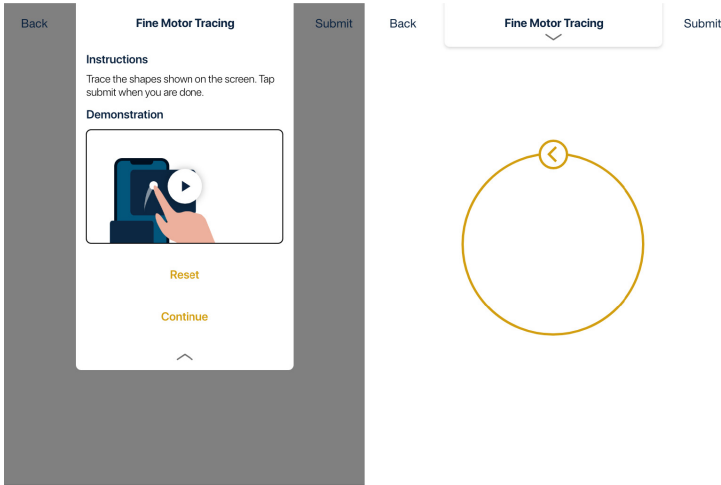 Back
Fine Motor Tracing
Submit
Instructions
Trace the shapes shown on the screen. Tap
submit when you are done.
Demonstration
Reset
Continue
Back
Fine Motor Tracing
Submit